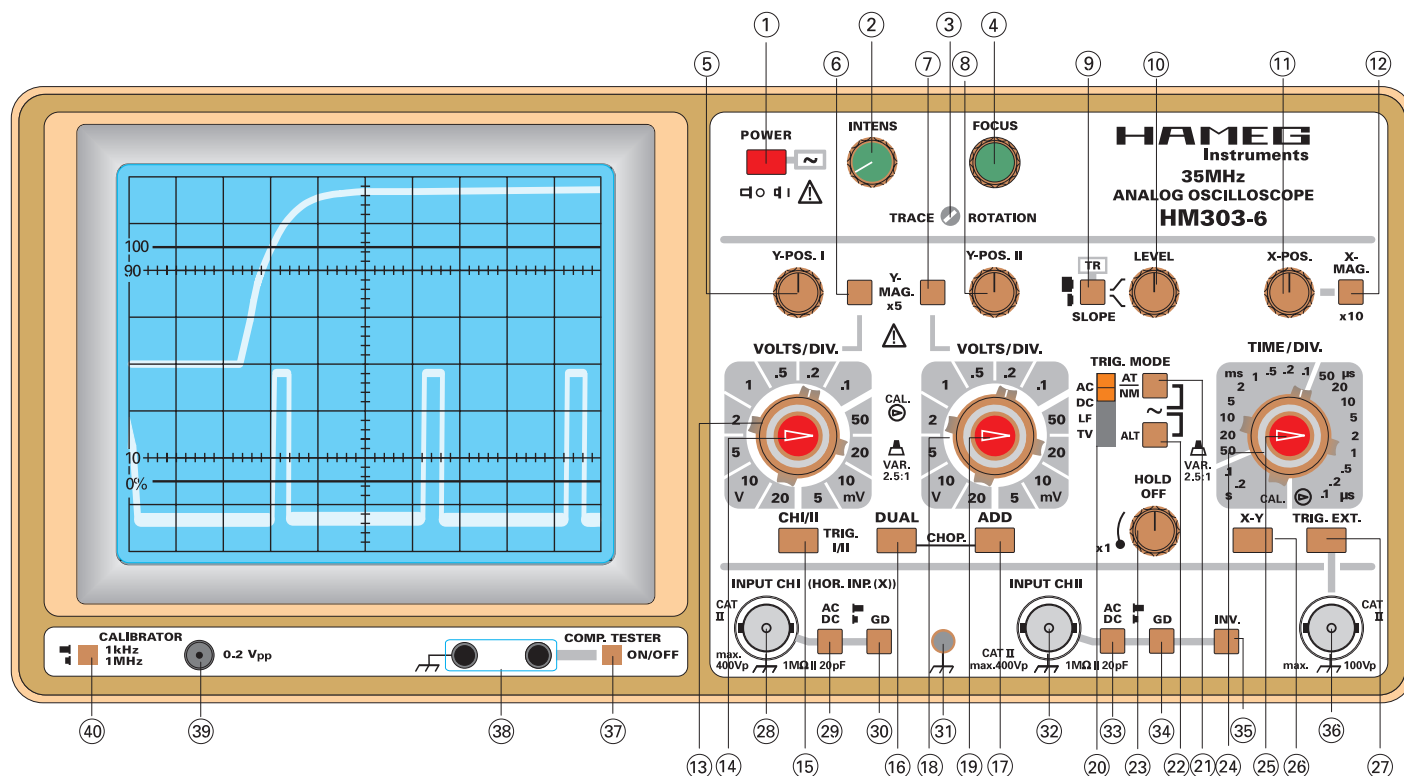 1 2 3 4
5 6 7 8 9 10 11 12
POWER
~
INTENS
FOCUS
HAMEG
Instruments
35MHz
ANALOG OSCILLOSCOPE
HM303-6
TRACE ROTATION
Y-POS. I
Y-MAG. x5
Y-POS. II
TR
SLOPE
LEVEL
X-POS.
X-MAG.
x10
100
90
10
0%
VOLTS/DIV.
.5 .2
1 .1
2 50
5 20
10 10
V 20 5 mV
CAL.
VAR.
2.5:1
VOLTS/DIV.
.5 .2
1 .1
2 50
5 20
10 10
V 20 5 mV
TRIG. MODE
AC
DC
LF
TV
AT
NM
~
ALT
VAR.
2.5:1
TIME/DIV.
ms 1 .5 .2 .1 50 µs
2 20
5 10
10 5
20 2
50 1
.1 .5
.2 .2
s CAL. .1 µs
HOLD OFF
x1
CHI/II
TRIG. I/II
DUAL
CHOP.
ADD
X-Y
TRIG. EXT.
INPUT CHI (HOR. INP. (X))
CAT II
max. 400Vp
AC
DC
GD
1MΩ II 20pF
INPUT CHII
CAT II
max.400Vp
AC
DC
GD
INV.
1MΩ II 20pF
CAT II
max. 100Vp
CALIBRATOR
1kHz
1MHz
0.2 Vpp
COMP. TESTER
ON/OFF
40 39 38 37
28 29 30 31 32 33 34 35 36
13 14 15 16 18 19 17 20 23 22 21 24 25 26 27